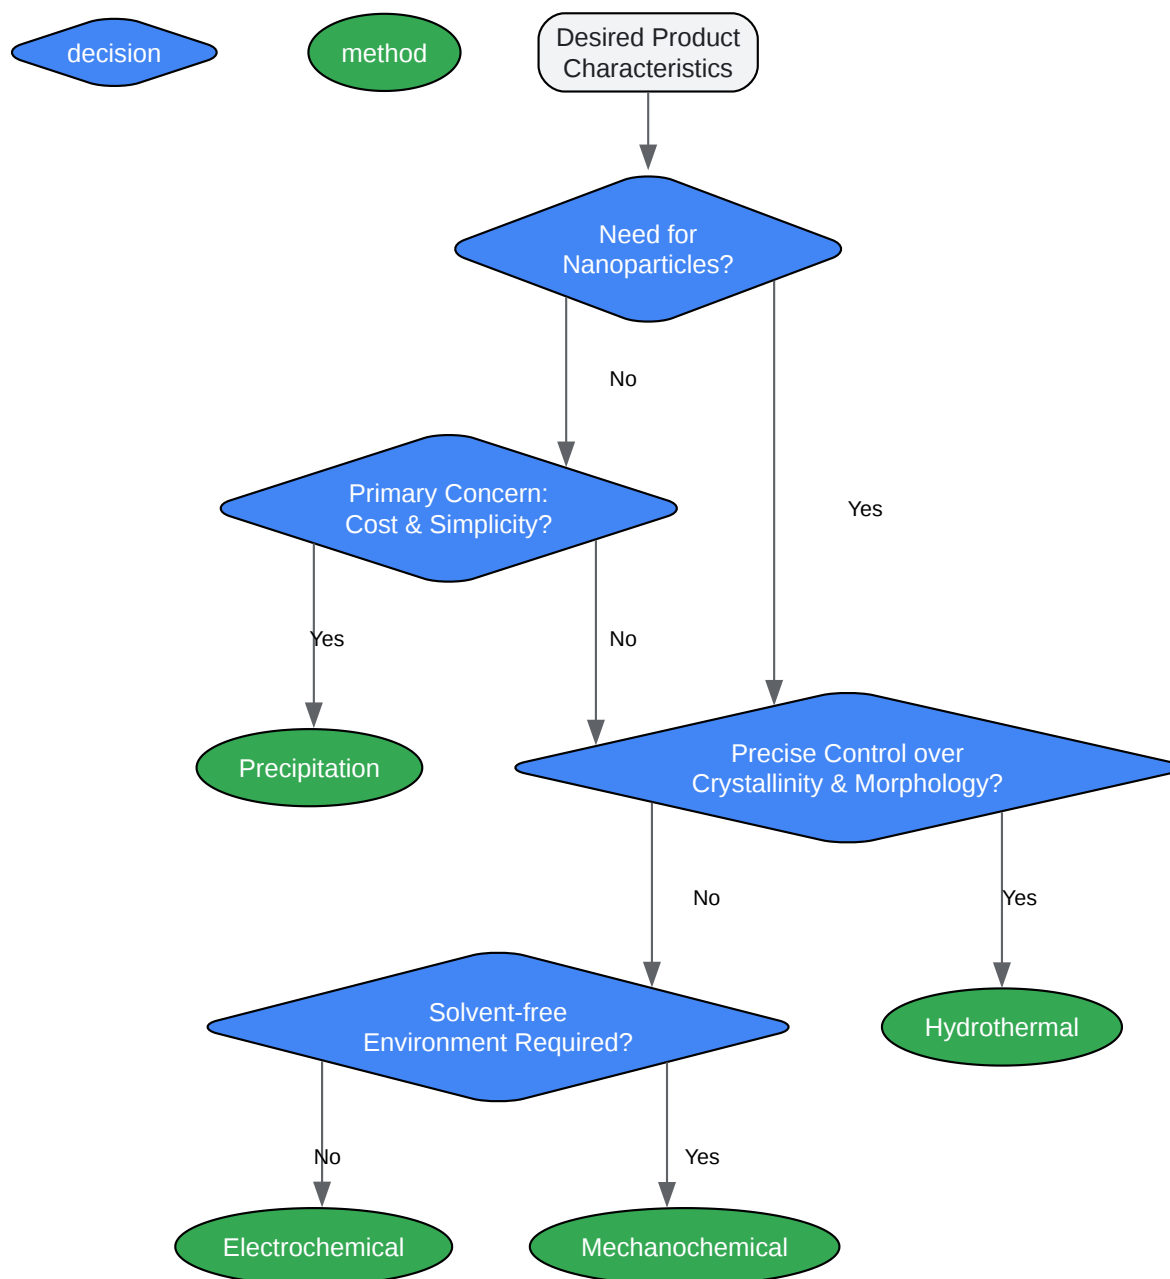 decision
method
Desired Product
Characteristics
Need for
Nanoparticles?
No
Primary Concern:
Cost & Simplicity?
Yes
Yes
No
Precipitation
Precise Control over
Crystallinity & Morphology?
No
Yes
Solvent-free
Environment Required?
Hydrothermal
No
Yes
Electrochemical
Mechanochemical